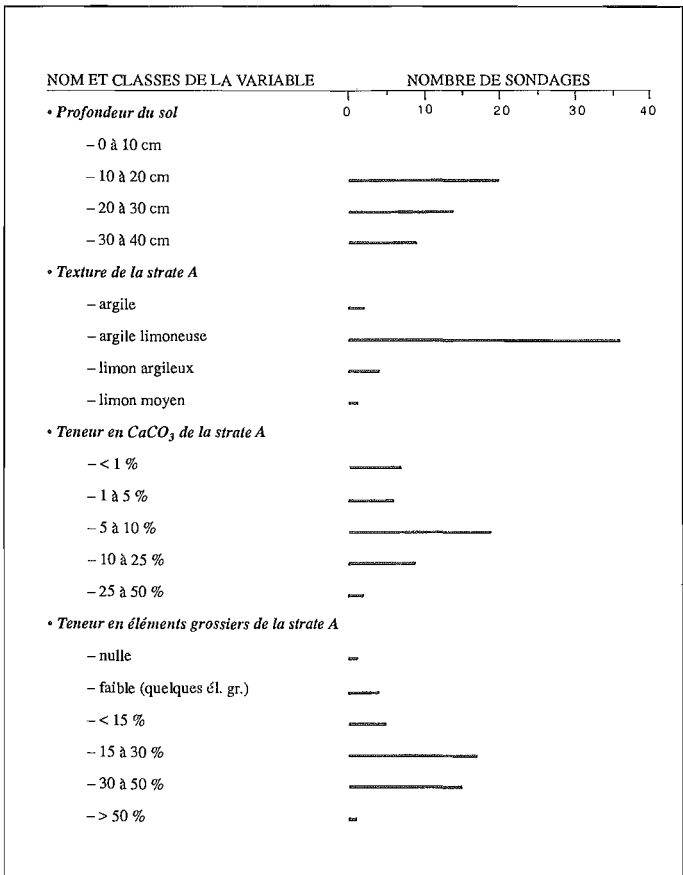 NOM ET CLASSES DE LA VARIABLE NOMBRE DE SONDAGES
0 10 20 30 40
• Profondeur du sol
– 0 à 10 cm
– 10 à 20 cm
– 20 à 30 cm
– 30 à 40 cm
• Texture de la strate A
– argile
– argile limoneuse
– limon argileux
– limon moyen
• Teneur en CaCO₃ de la strate A
– < 1 %
– 1 à 5 %
– 5 à 10 %
– 10 à 25 %
– 25 à 50 %
• Teneur en éléments grossiers de la strate A
– nulle
– faible (quelques él. gr.)
– < 15 %
– 15 à 30 %
– 30 à 50 %
– > 50 %